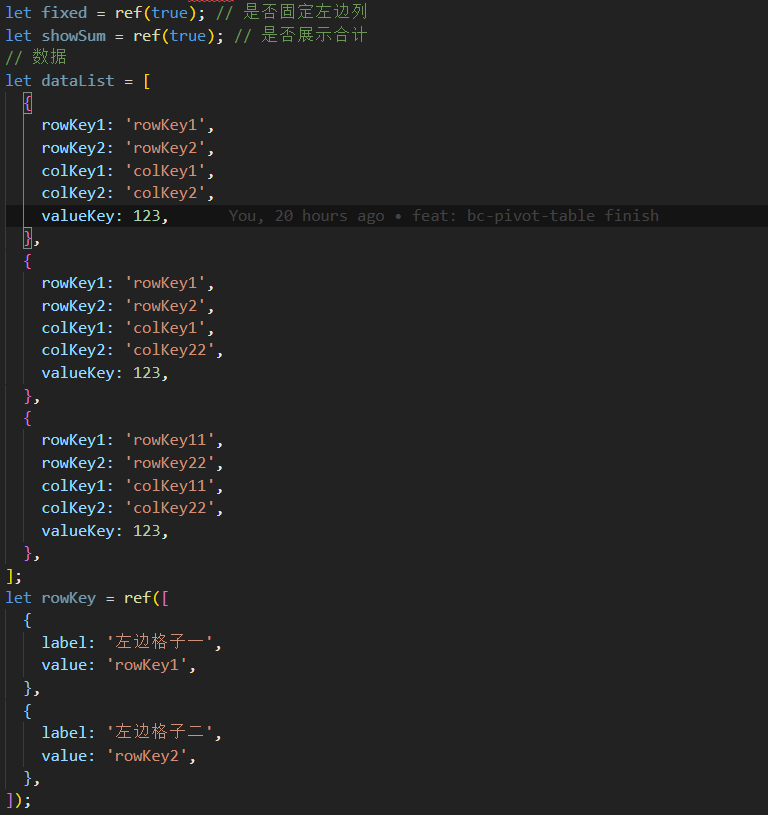 let fixed = ref(true); // 是否固定左边列
let showSum = ref(true); // 是否展示合计
// 数据
let dataList = [
  {
    rowKey1: 'rowKey1',
    rowKey2: 'rowKey2',
    colKey1: 'colKey1',
    colKey2: 'colKey2',
    valueKey: 123,      You, 20 hours ago • feat: bc-pivot-table finish
  },
  {
    rowKey1: 'rowKey1',
    rowKey2: 'rowKey2',
    colKey1: 'colKey1',
    colKey2: 'colKey22',
    valueKey: 123,
  },
  {
    rowKey1: 'rowKey11',
    rowKey2: 'rowKey22',
    colKey1: 'colKey11',
    colKey2: 'colKey22',
    valueKey: 123,
  },
];
let rowKey = ref([
  {
    label: '左边格子一',
    value: 'rowKey1',
  },
  {
    label: '左边格子二',
    value: 'rowKey2',
  },
]);